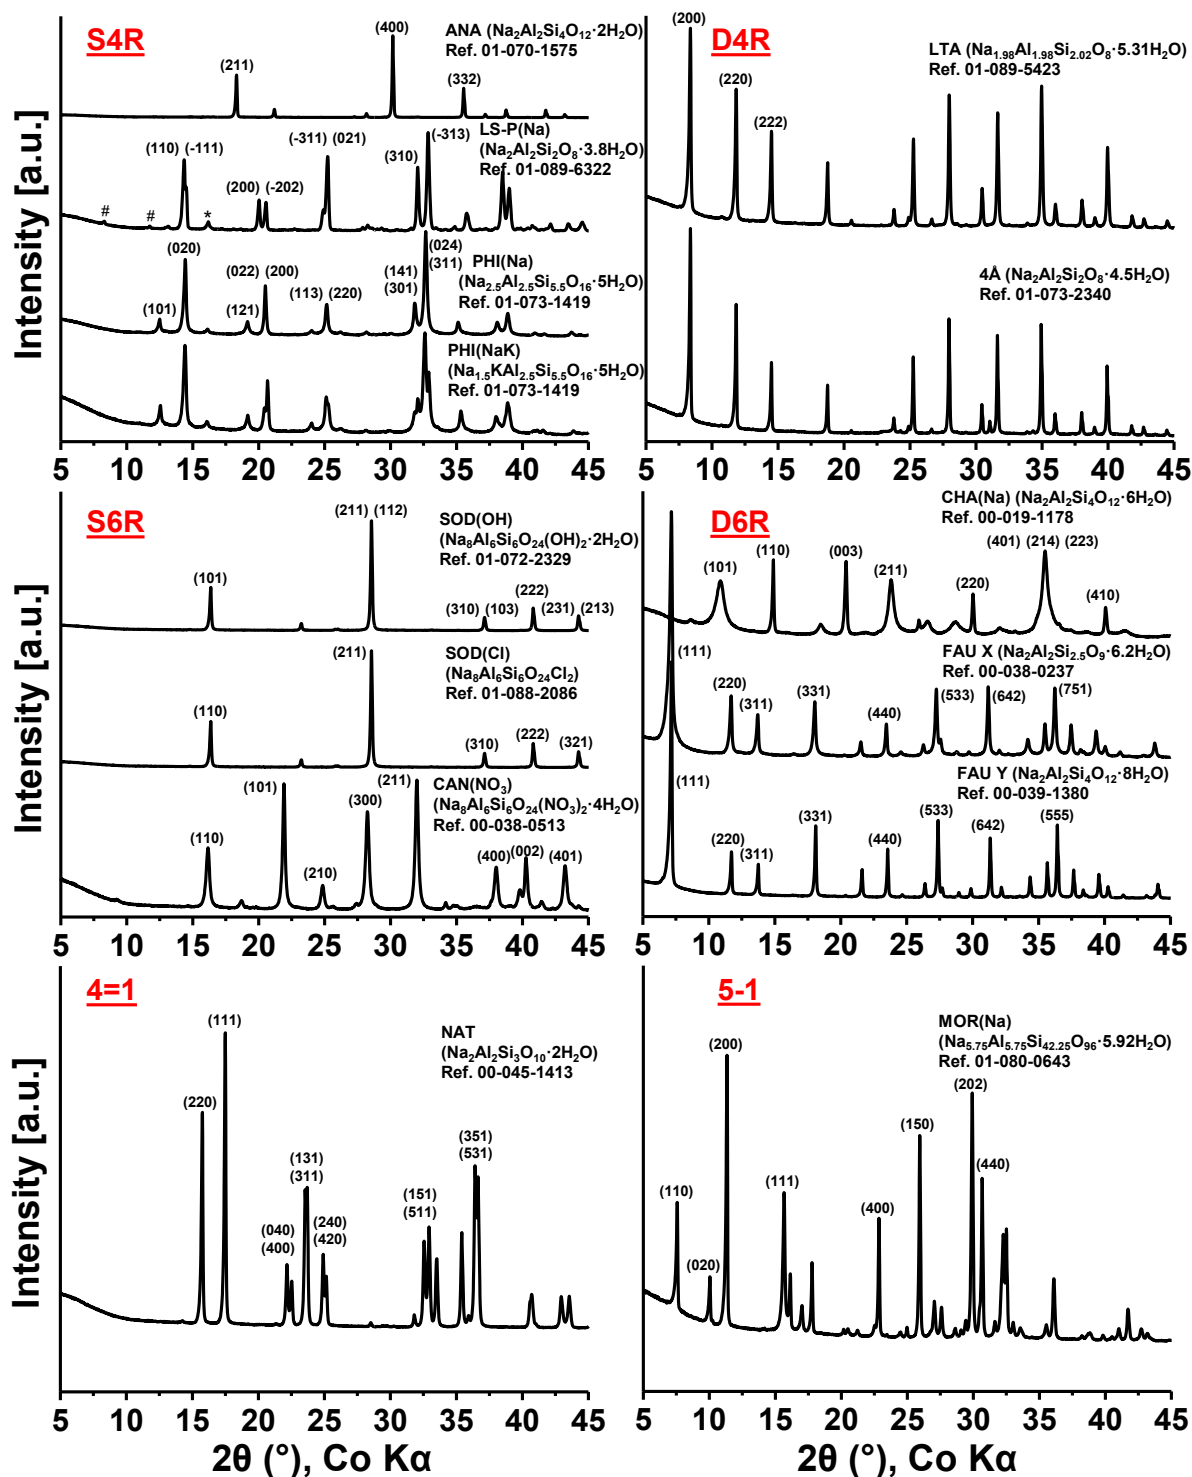 S4R
ANA (Na₂Al₂Si₄O₁₂·2H₂O)
Ref. 01-070-1575
(211)
(400)
(332)
LS-P(Na)
(Na₂Al₂Si₂O₈·3.8H₂O)
Ref. 01-089-6322
(110) (-111)
(200) (-202)
(-311) (021)
(310)
(-313)
#
#
*
PHI(Na)
(Na₂.₅Al₂.₅Si₅.₅O₁₆·5H₂O)
Ref. 01-073-1419
(101)
(020)
(121)
(022) (200)
(113) (220)
(141)
(301)
(024)
(311)
PHI(NaK)
(Na₁.₅KAl₂.₅Si₅.₅O₁₆·5H₂O)
Ref. 01-073-1419
5 10 15 20 25 30 35 40 45
Intensity [a.u.]
D4R
(200)
(220)
(222)
LTA (Na₁.₉₈Al₁.₉₈Si₂.₀₂O₈·5.31H₂O)
Ref. 01-089-5423
4Å (Na₂Al₂Si₂O₈·4.5H₂O)
Ref. 01-073-2340
5 10 15 20 25 30 35 40 45
S6R
SOD(OH)
(Na₈Al₆Si₆O₂₄(OH)₂·2H₂O)
Ref. 01-072-2329
(101)
(211) (112)
(310) (103)
(222)
(231) (213)
SOD(Cl)
(Na₈Al₆Si₆O₂₄Cl₂)
Ref. 01-088-2086
(110)
(211)
(310)
(222)
(321)
CAN(NO₃)
(Na₈Al₆Si₆O₂₄(NO₃)₂·4H₂O)
Ref. 00-038-0513
(110)
(101)
(210)
(300)
(211)
(400)
(002)
(401)
5 10 15 20 25 30 35 40 45
Intensity [a.u.]
D6R
CHA(Na) (Na₂Al₂Si₄O₁₂·6H₂O)
Ref. 00-019-1178
(101)
(110)
(003)
(211)
(220)
(401) (214) (223)
(410)
FAU X (Na₂Al₂Si₂.₅O₉·6.2H₂O)
Ref. 00-038-0237
(111)
(220)
(311)
(331)
(440)
(533)
(642)
(751)
FAU Y (Na₂Al₂Si₄O₁₂·8H₂O)
Ref. 00-039-1380
(111)
(220)
(311)
(331)
(440)
(533)
(642)
(555)
5 10 15 20 25 30 35 40 45
4=1
NAT
(Na₂Al₂Si₃O₁₀·2H₂O)
Ref. 00-045-1413
(220)
(111)
(040)
(400)
(131)
(311)
(240)
(420)
(151)
(511)
(351)
(531)
5 10 15 20 25 30 35 40 45
Intensity [a.u.]
2θ (°), Co Kα
5-1
MOR(Na)
(Na₅.₇₅Al₅.₇₅Si₄₂.₂₅O₉₆·5.92H₂O)
Ref. 01-080-0643
(110)
(020)
(200)
(111)
(400)
(150)
(202)
(440)
5 10 15 20 25 30 35 40 45
2θ (°), Co Kα